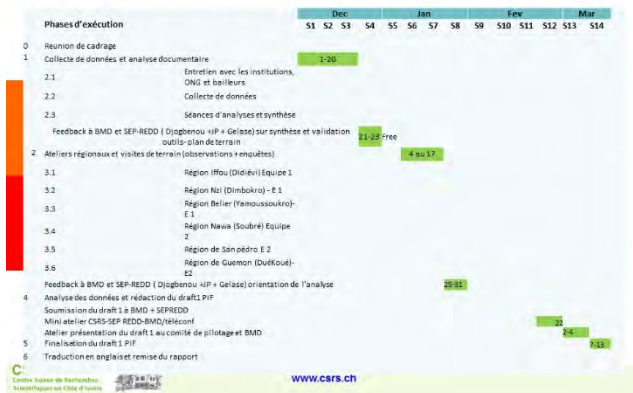 Dec Jan Fev Mar
Phases d'exécution S1 S2 S3 S4 S5 S6 S7 S8 S9 S10 S11 S12 S13 S14
0 Reunion de cadrage
1 Collecte de données et analyse documentaire 1-20
2.1 Entretien avec les institutions,
ONG et bailleurs
2.2 Collecte de données
2.3 Séances d'analyses et synthèse
Feedback à BMD et SEP-REDD ( Djogbenou +JP + Gelase) sur synthèse et validation
outils- plan de terrain 21-23 Free
2 Ateliers régionaux et visites de terrain (observations +enquêtes) 4 au 17
3.1 Région Iffou (Didiévi) Equipe 1
3.2 Région Nzi (Dimbokro) - E 1
3.3 Région Belier (Yamoussoukro)-
E 1
3.4 Région Nawa (Soubré) Equipe
2
3.5 Région de San pédro E 2
3.6 Région de Guemon (DuéKoué)-
E2
Feedback à BMD et SEP-REDD ( Djogbenou +JP + Gelase) orientation de l'analyse 25-31
4 Analyse des données et rédaction du draft1 PIF
Soumission du draft 1 à BMD + SEPREDD
Mini atelier CSRS-SEP REDD-BMD/téléconf 22
Atelier présentation du draft 1 au comité de pilotage et BMD 2-4
5 Finalisation du draft 1 PIF 7-13
6 Traduction en anglais et remise du rapport
Centre Suisse de Recherches
Scientifiques en Côte d'Ivoire
www.csrs.ch